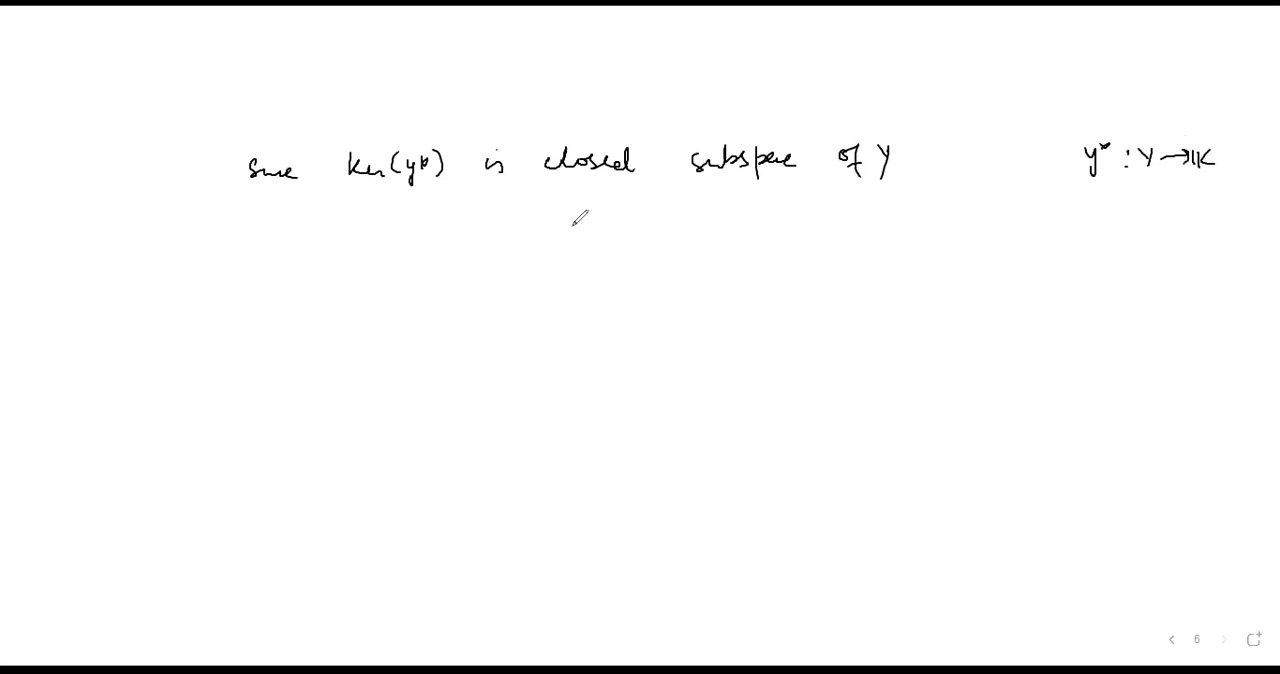 since ker(y*) is closed subspace of Y y* : Y → 𝕂
6